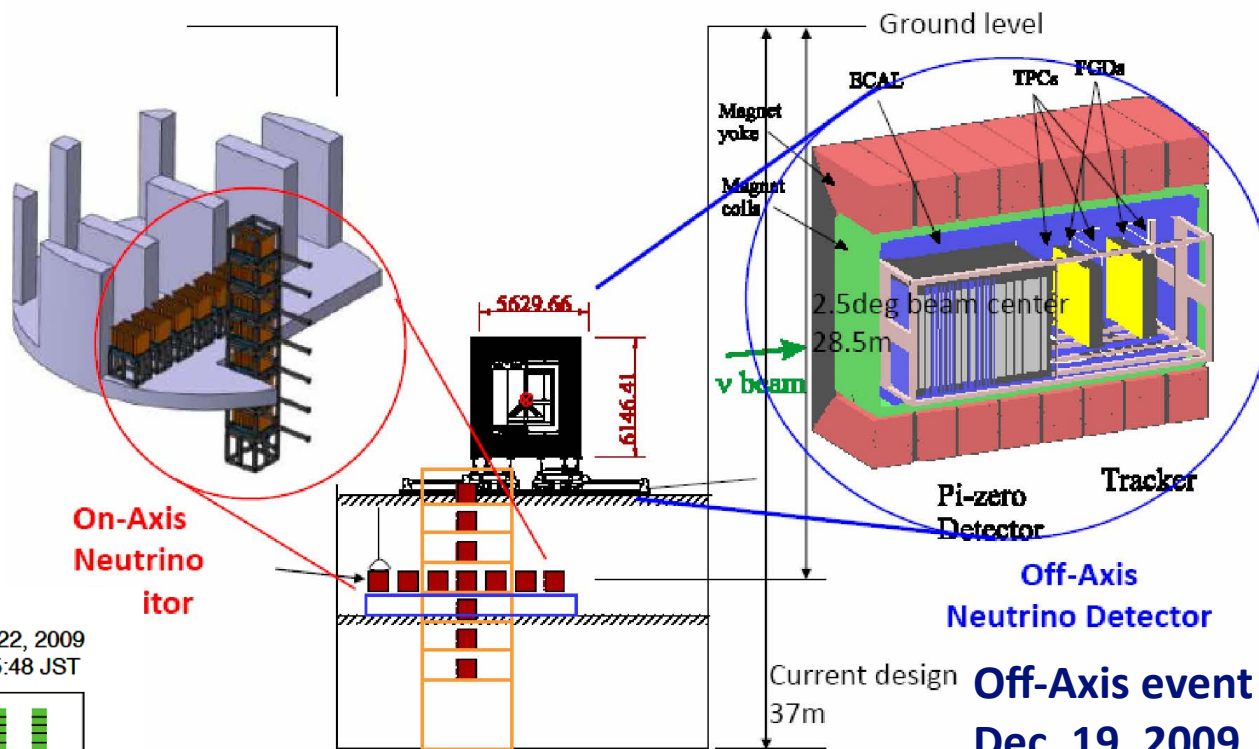 Ground level
ECAL
TPCs
FGDs
Magnet
yoke
Magnet
coils
5629.66
6146.41
2.5deg beam center
28.5m
ν beam
Pi-zero
Detector
Tracker
On-Axis
Neutrino
itor
Off-Axis
Neutrino Detector
22, 2009
5:48 JST
Current design
37m
Off-Axis event
Dec. 19, 2009